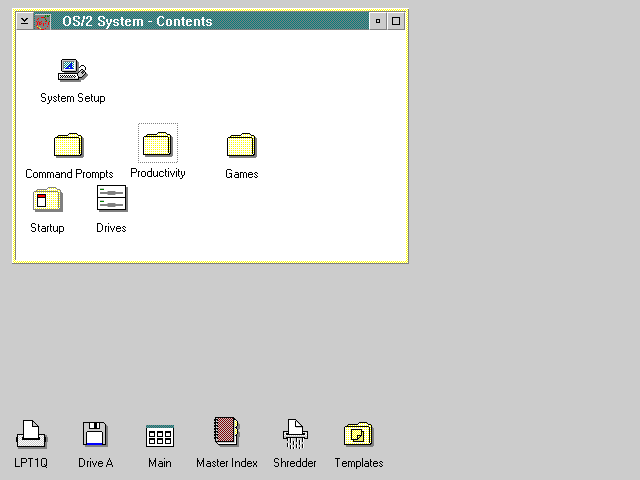 OS/2 System - Contents
System Setup
Command Prompts
Productivity
Games
Startup
Drives
LPT1Q
Drive A
Main
Master Index
Shredder
Templates